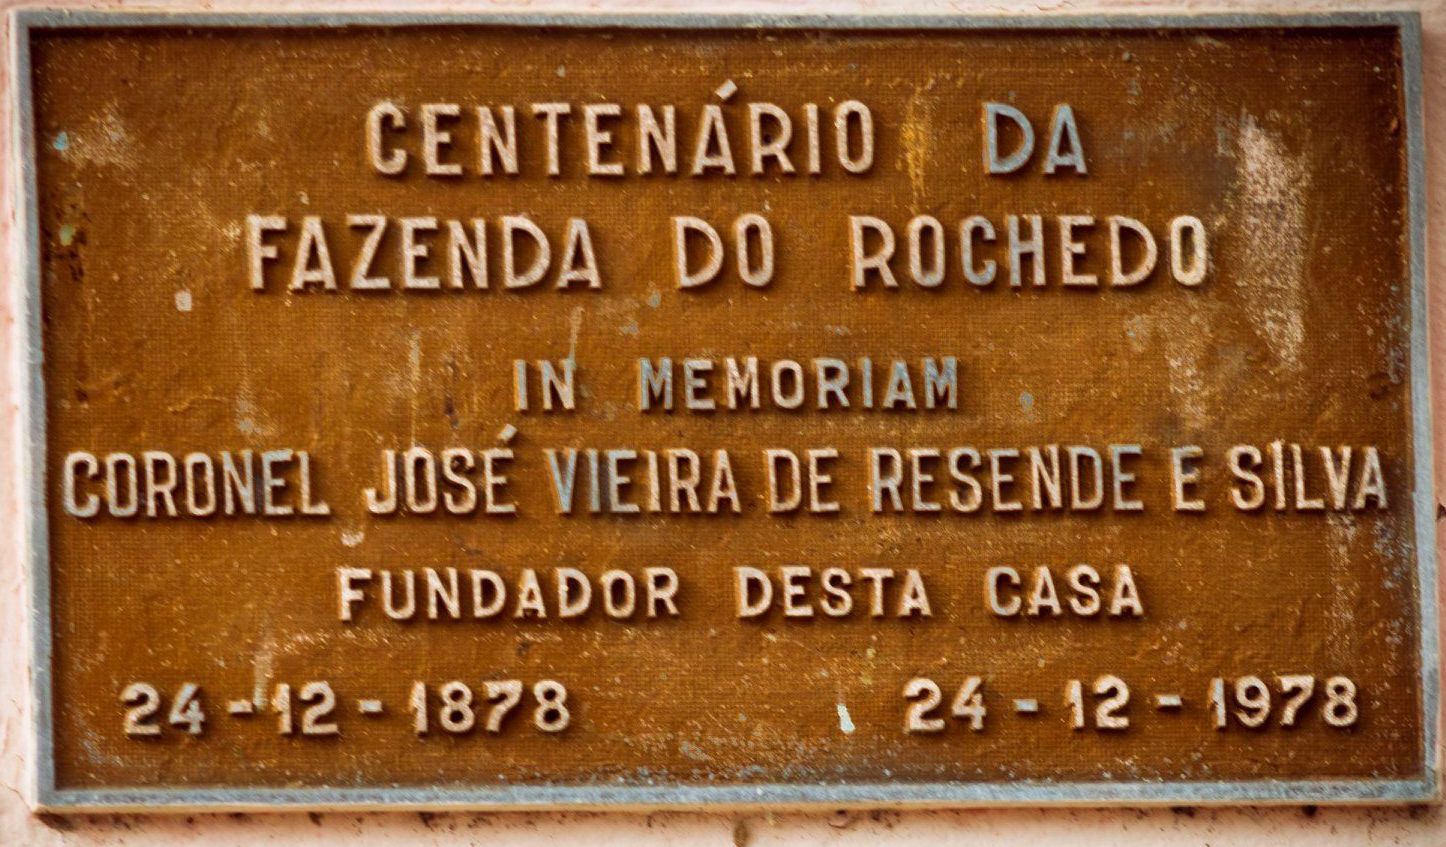 CENTENÁRIO DA
FAZENDA DO ROCHEDO
IN MEMORIAM
CORONEL JOSÉ VIEIRA DE RESENDE E SILVA
FUNDADOR DESTA CASA
24 - 12 - 1878 24 - 12 - 1978